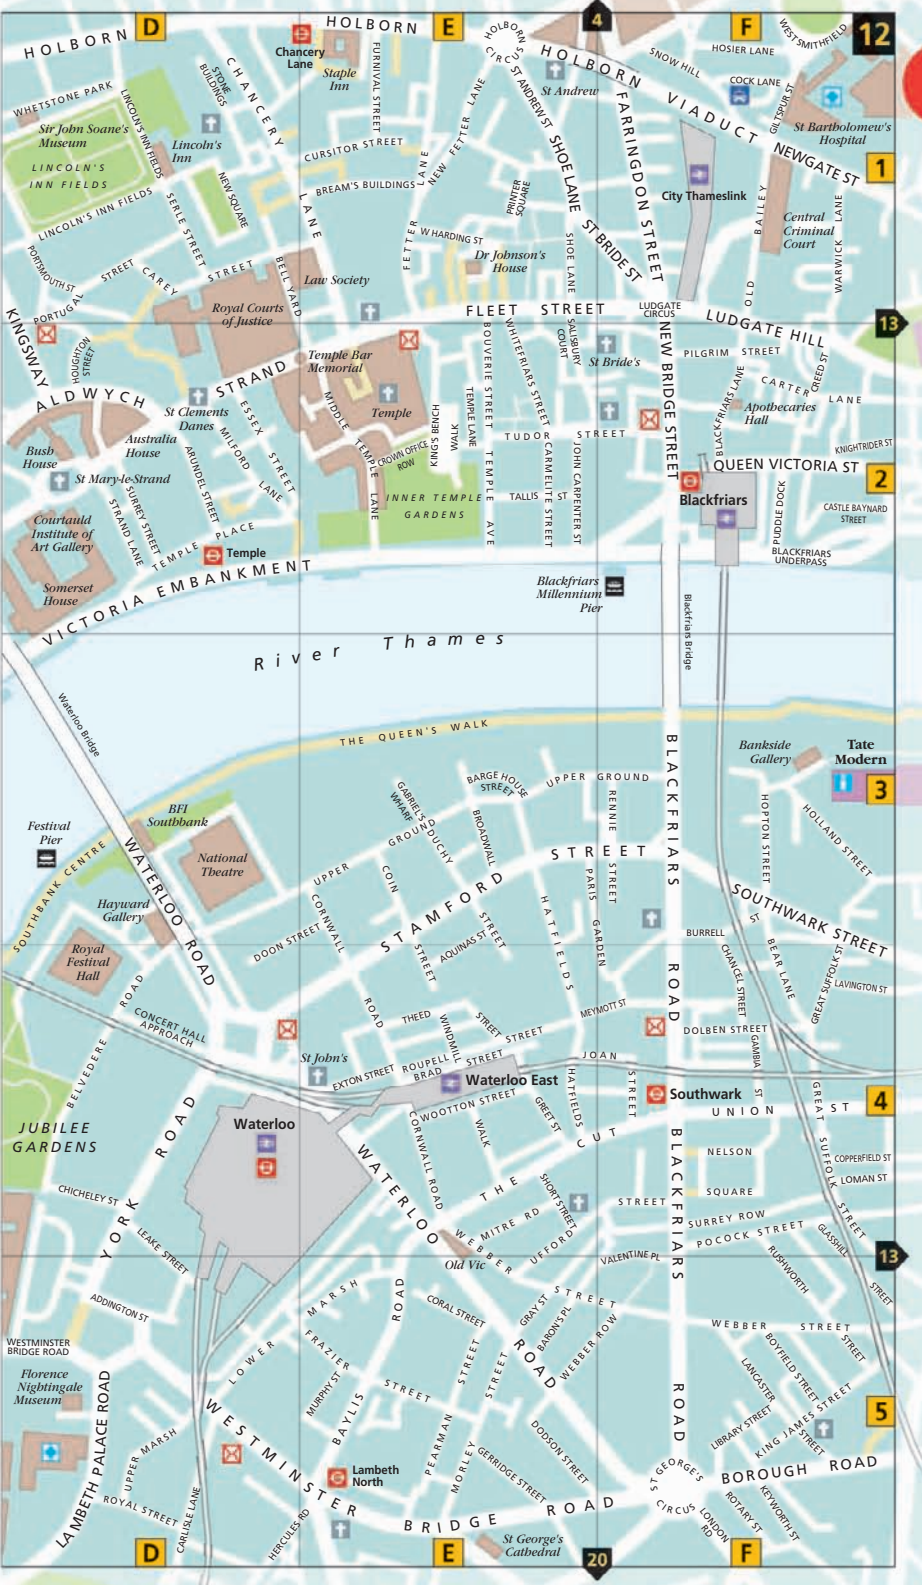 D
E
4
F
12
HOLBORN
HOLBORN
HOLBORN CIRCUS
HOLBORN
WEST SMITHFIELD
Chancery
Lane
Staple
Inn
FURNIVAL STREET
STONE
BUILDINGS
CHANCERY
LANE
ST ANDREW ST
St Andrew
SNOW HILL
HOSIER LANE
COCK LANE
GILTSPUR ST
VIADUCT
WHETSTONE PARK
LINCOLN'S INN FIELDS
Sir John Soane's
Museum
LINCOLN'S
INN FIELDS
LINCOLN'S INN FIELDS
Lincoln's
Inn
NEW SQUARE
SERLE STREET
CURSITOR STREET
BREAM'S BUILDINGS
NEW FETTER LANE
FETTER LANE
PRINTER
SQUARE
SHOE LANE
SHOE LANE
ST BRIDE ST
FARRINGDON STREET
St Bartholomew's
Hospital
NEWGATE ST
1
City Thameslink
OLD BAILEY
Central
Criminal
Court
WARWICK LANE
W HARDING ST
Dr Johnson's
House
PORTSMOUTH ST
PORTUGAL STREET
CAREY STREET
BELL YARD
Law Society
Royal Courts
of Justice
FLEET STREET
LUDGATE
CIRCUS
LUDGATE HILL
13
KINGSWAY
HOUGHTON
STREET
ALDWYCH
STRAND
Temple Bar
Memorial
BOUVERIE STREET
WHITEFRIARS STREET
SALISBURY
COURT
St Bride's
NEW BRIDGE STREET
PILGRIM STREET
CARTER LANE
CREED ST
BLACKFRIARS LANE
Apothecaries
Hall
KNIGHTRIDER ST
St Clements
Danes
Australia
House
Bush
House
St Mary-le-Strand
ESSEX STREET
MILFORD LANE
ARUNDEL STREET
SURREY STREET
STRAND LANE
MIDDLE TEMPLE LANE
Temple
CROWN OFFICE
ROW
KING'S BENCH
WALK
TEMPLE LANE
TUDOR STREET
TEMPLE AVE
CARMELITE STREET
JOHN CARPENTER ST
TALLIS ST
INNER TEMPLE
GARDENS
QUEEN VICTORIA ST
2
Blackfriars
PUDDLE DOCK
CASTLE BAYNARD
STREET
BLACKFRIARS
UNDERPASS
Courtauld
Institute of
Art Gallery
TEMPLE PLACE
Temple
Somerset
House
VICTORIA EMBANKMENT
Blackfriars
Millennium
Pier
Blackfriars Bridge
River Thames
Waterloo Bridge
THE QUEEN'S WALK
Bankside
Gallery
Tate
Modern
3
BARGE HOUSE
STREET
UPPER GROUND
GABRIEL'S
WHARF
DUCHY STREET
BROADWALL
RENNIE STREET
BLACKFRIARS ROAD
HOPTON STREET
HOLLAND STREET
BFI
Southbank
Festival
Pier
National
Theatre
SOUTHBANK CENTRE
WATERLOO ROAD
UPPER GROUND
COIN STREET
STAMFORD STREET
PARIS GARDEN
SOUTHWARK STREET
Hayward
Gallery
Royal
Festival
Hall
DOON STREET
CORNWALL ROAD
AQUINAS ST
HATFIELDS
BURRELL ST
CHANCEL STREET
BEAR LANE
GREAT SUFFOLK ST
LAVINGTON ST
CONCERT HALL
APPROACH
BELVEDERE ROAD
THEED STREET
WINDMILL WALK
MEYMOTT ST
DOLBEN STREET
GAMBIA ST
St John's
EXTON STREET
ROUPELL STREET
BRAD STREET
Waterloo East
JOAN STREET
Southwark
HATFIELDS
WOOTTON STREET
GREET ST
UNION ST
4
GREAT SUFFOLK STREET
JUBILEE
GARDENS
Waterloo
YORK ROAD
WATERLOO ROAD
CORNWALL ROAD
THE CUT
NELSON
SQUARE
COPPERFIELD ST
LOMAN ST
CHICHELEY ST
LEAKE STREET
SHORT STREET
MITRE RD
WEBBER
UFFORD STREET
SURREY ROW
POCOCK STREET
GLASSHILL STREET
VALENTINE PL
RUSHWORTH STREET
13
Old Vic
ADDINGTON ST
LOWER MARSH
BAYLIS ROAD
CORAL STREET
GRAY ST
BARON'S PL
STREET
WEBBER ROW
WEBBER STREET
WESTMINSTER
BRIDGE ROAD
Florence
Nightingale
Museum
LAMBETH PALACE ROAD
FRAZIER STREET
MURPHY ST
PEARMAN STREET
MORLEY STREET
BLACKFRIARS ROAD
LANCASTER STREET
BOYFIELD STREET
LIBRARY STREET
KING JAMES STREET
5
UPPER MARSH
ROYAL STREET
CARLISLE LANE
WESTMINSTER BRIDGE ROAD
Lambeth
North
HERCULES RD
GERRIDGE STREET
DODSON STREET
ST GEORGE'S
CIRCUS
BOROUGH ROAD
LONDON
RD
ROTARY ST
KEYWORTH ST
St George's
Cathedral
D
E
20
F